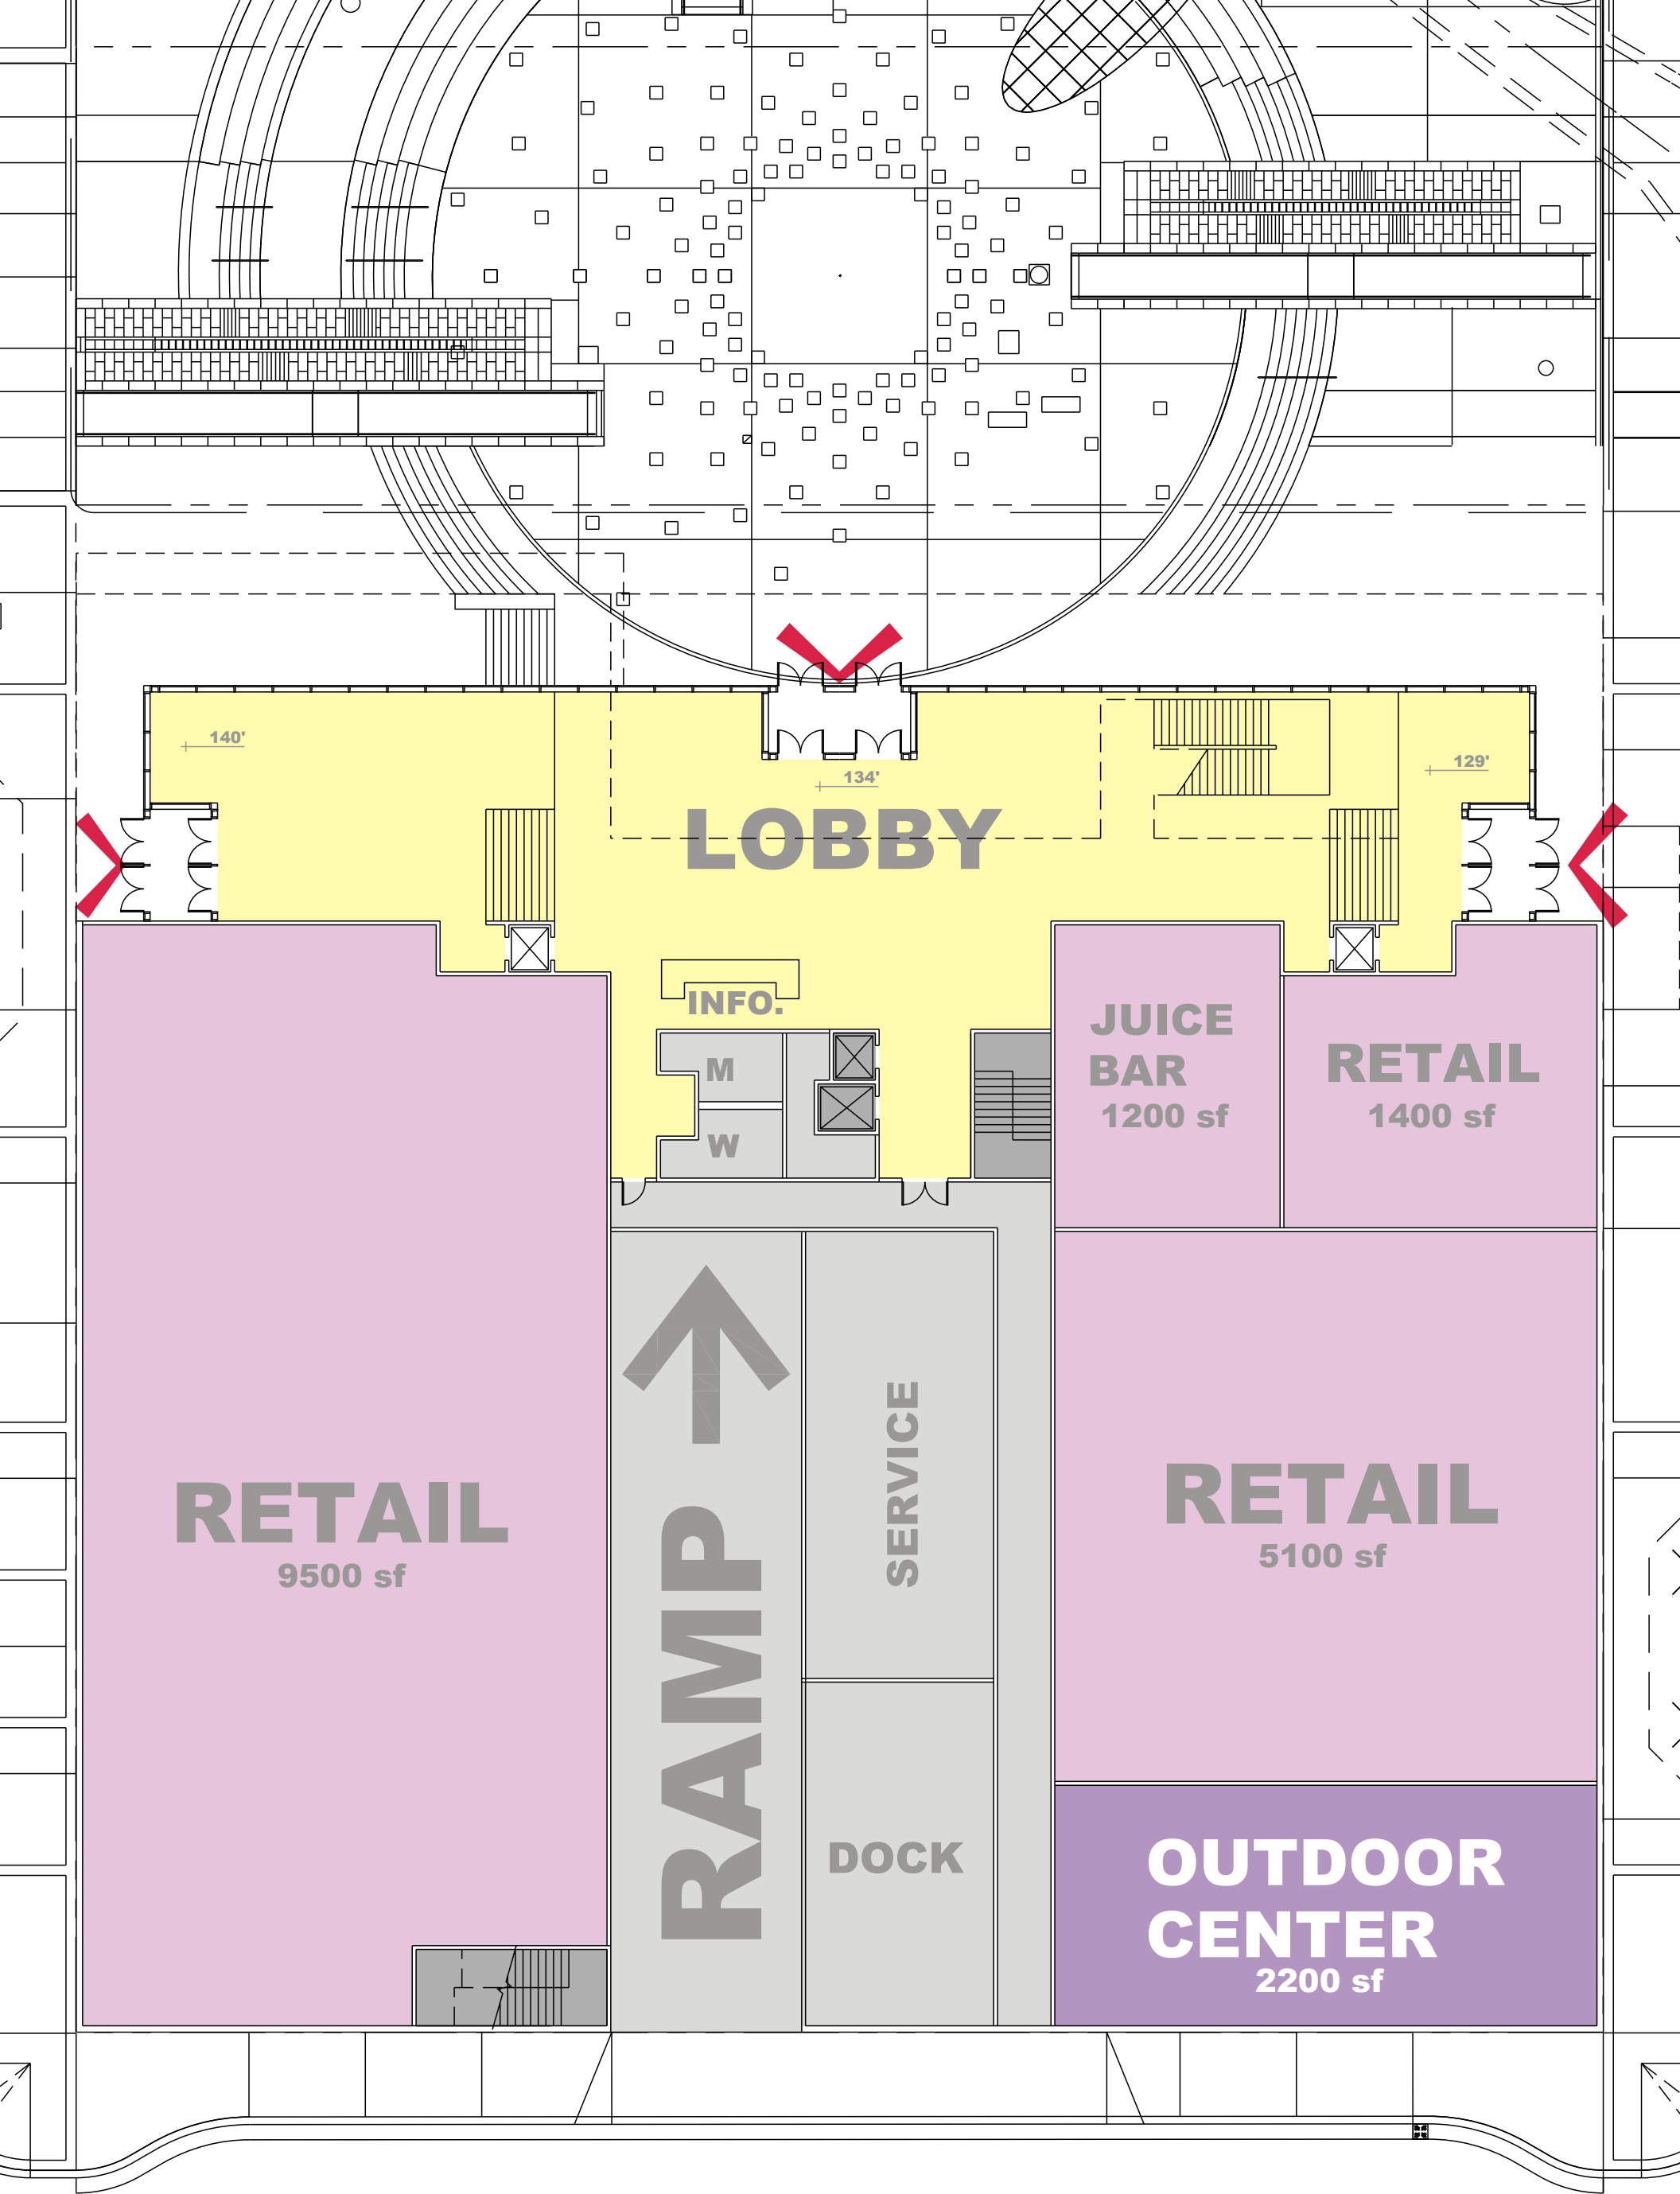 140'
129'
134'
LOBBY
INFO.
M
W
JUICE
BAR
1200 sf
RETAIL
1400 sf
RETAIL
9500 sf
RAMP
SERVICE
DOCK
RETAIL
5100 sf
OUTDOOR
CENTER
2200 sf